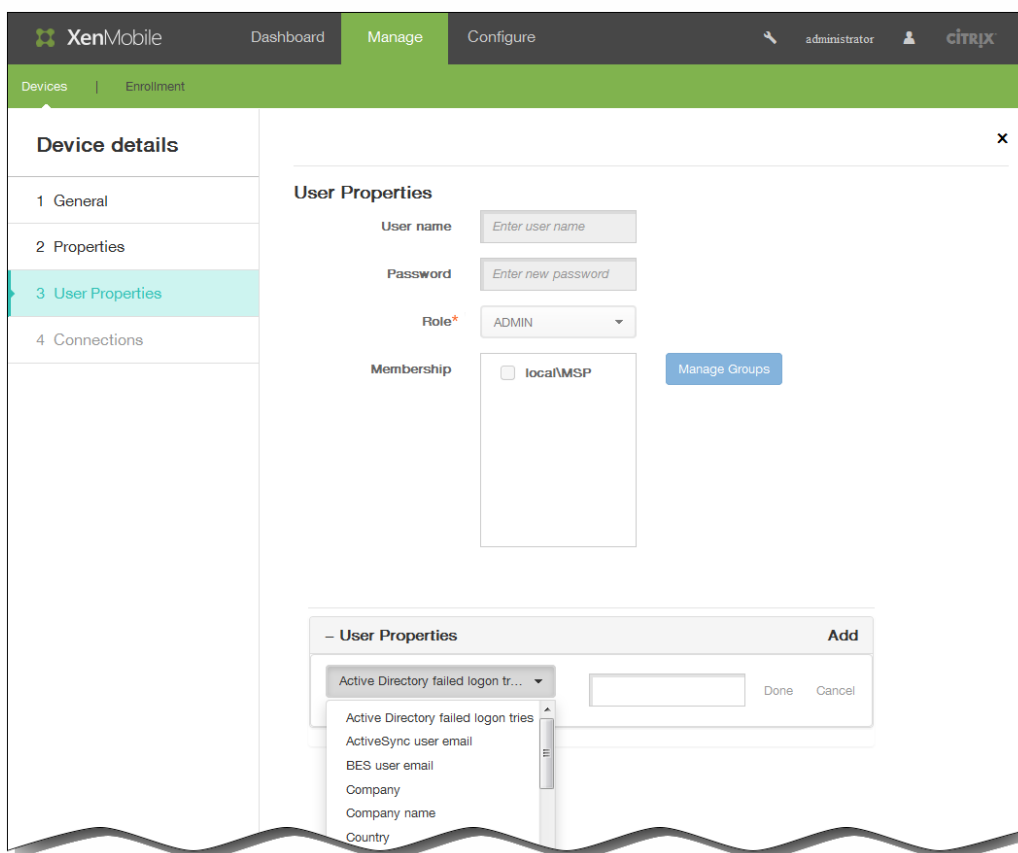 XenMobile Dashboard Manage Configure administrator CİTRIX
Devices | Enrollment
Device details
x
1 General
2 Properties
3 User Properties
4 Connections
User Properties
User name Enter user name
Password Enter new password
Role* ADMIN
Membership local\MSP Manage Groups
– User Properties Add
Active Directory failed logon tr... Done Cancel
Active Directory failed logon tries
ActiveSync user email
BES user email
Company
Company name
Country